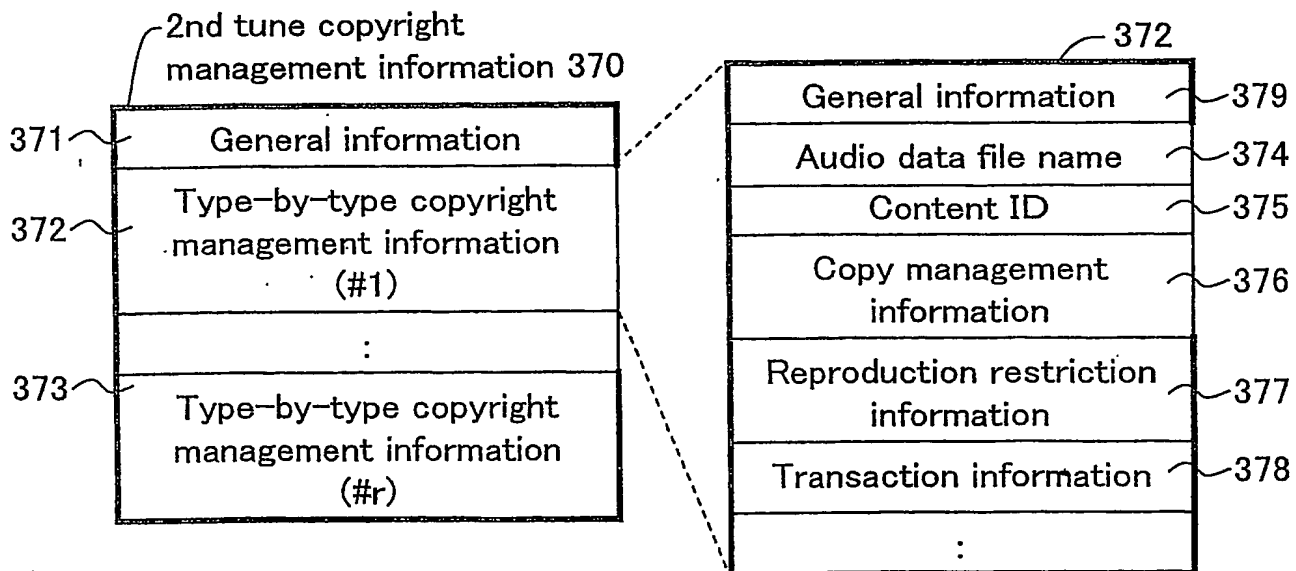 2nd tune copyright
management information 370
371
General information
372
Type-by-type copyright
management information
(#1)
:
373
Type-by-type copyright
management information
(#r)
372
General information
379
Audio data file name
374
Content ID
375
Copy management
information
376
Reproduction restriction
information
377
Transaction information
378
: